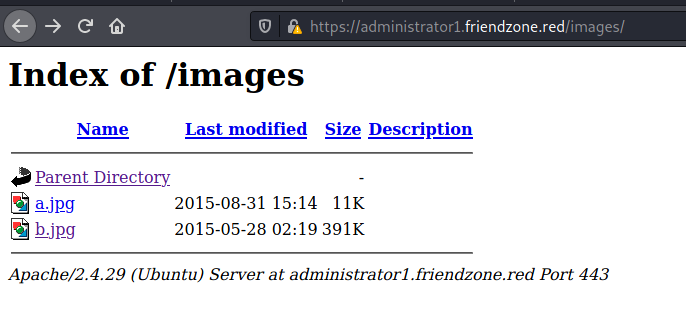 https://administrator1.friendzone.red/images/
Index of /images
Name Last modified Size Description
Parent Directory -
a.jpg 2015-08-31 15:14 11K
b.jpg 2015-05-28 02:19 391K
Apache/2.4.29 (Ubuntu) Server at administrator1.friendzone.red Port 443